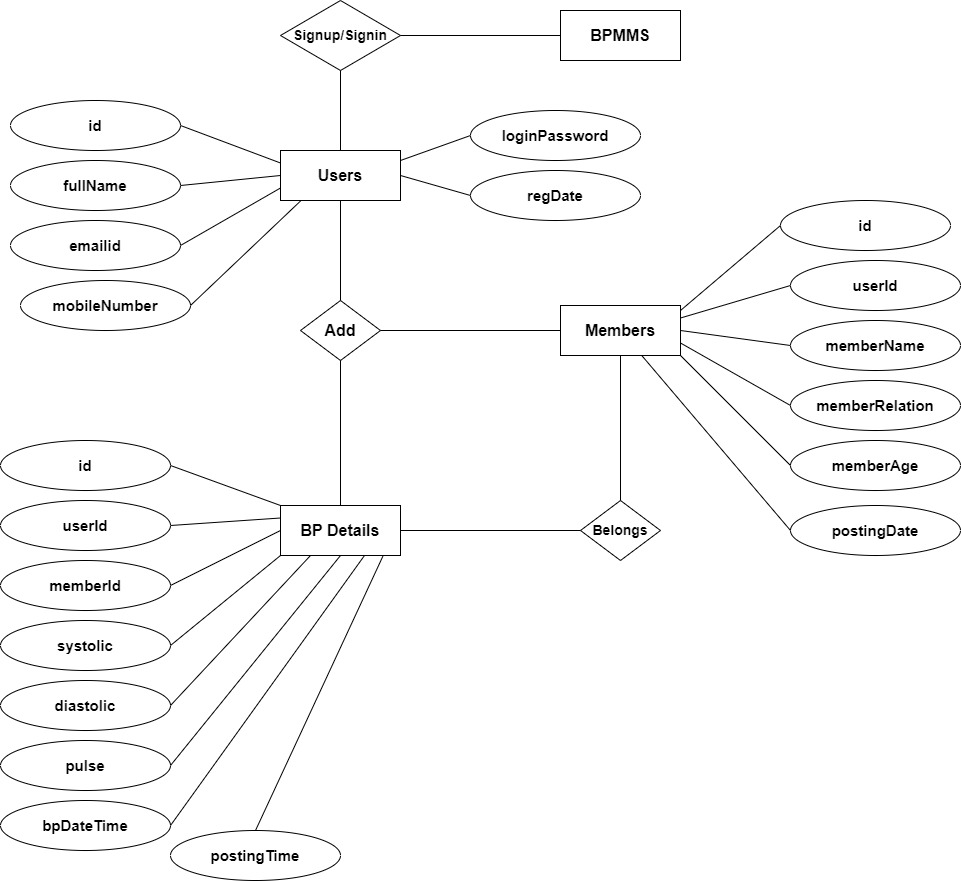 Signup/Signin
BPMMS
id
loginPassword
Users
fullName
regDate
id
emailid
userId
mobileNumber
Add
Members
memberName
memberRelation
id
memberAge
userId
BP Details
Belongs
postingDate
memberId
systolic
diastolic
pulse
bpDateTime
postingTime